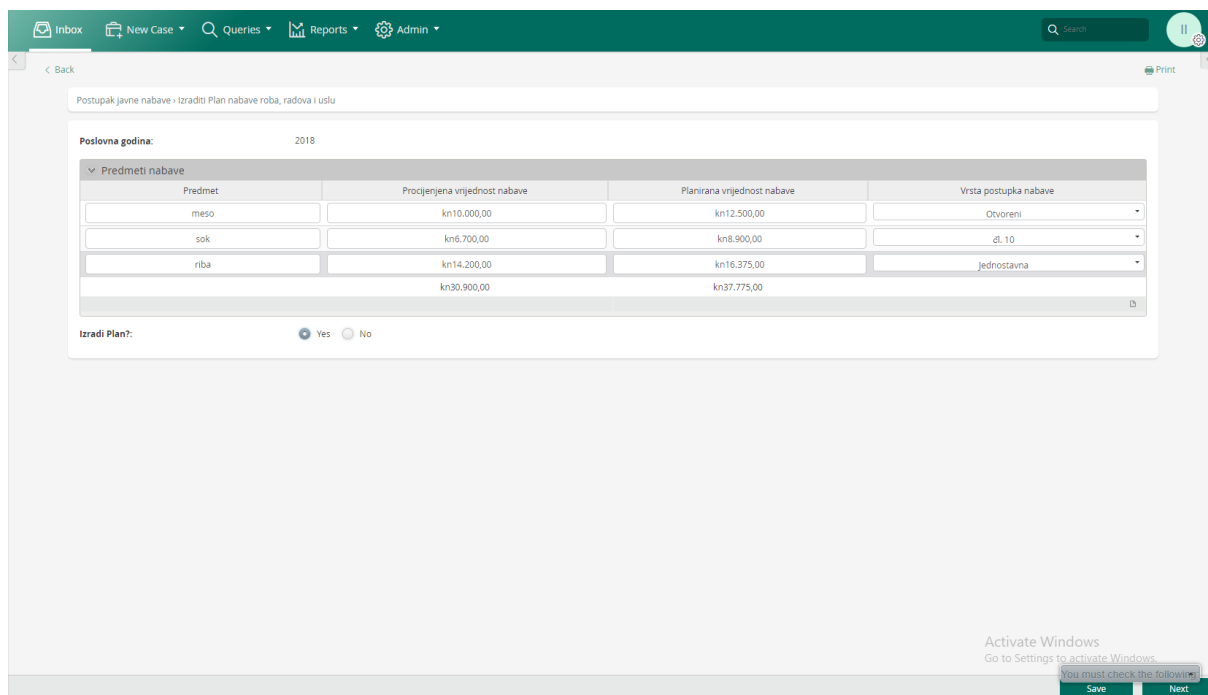 Inbox New Case Queries Reports Admin Search II
Back Print
Postupak javne nabave › Izraditi Plan nabave roba, radova i uslu
Poslovna godina: 2018
Predmeti nabave
Predmet Procijenjena vrijednost nabave Planirana vrijednost nabave Vrsta postupka nabave
meso kn10.000,00 kn12.500,00 Otvoreni
sok kn6.700,00 kn8.900,00 čl. 10
riba kn14.200,00 kn16.375,00 Jednostavna
kn30.900,00 kn37.775,00
Izradi Plan?: Yes No
Activate Windows
Go to Settings to activate Windows.
You must check the following
Save Next